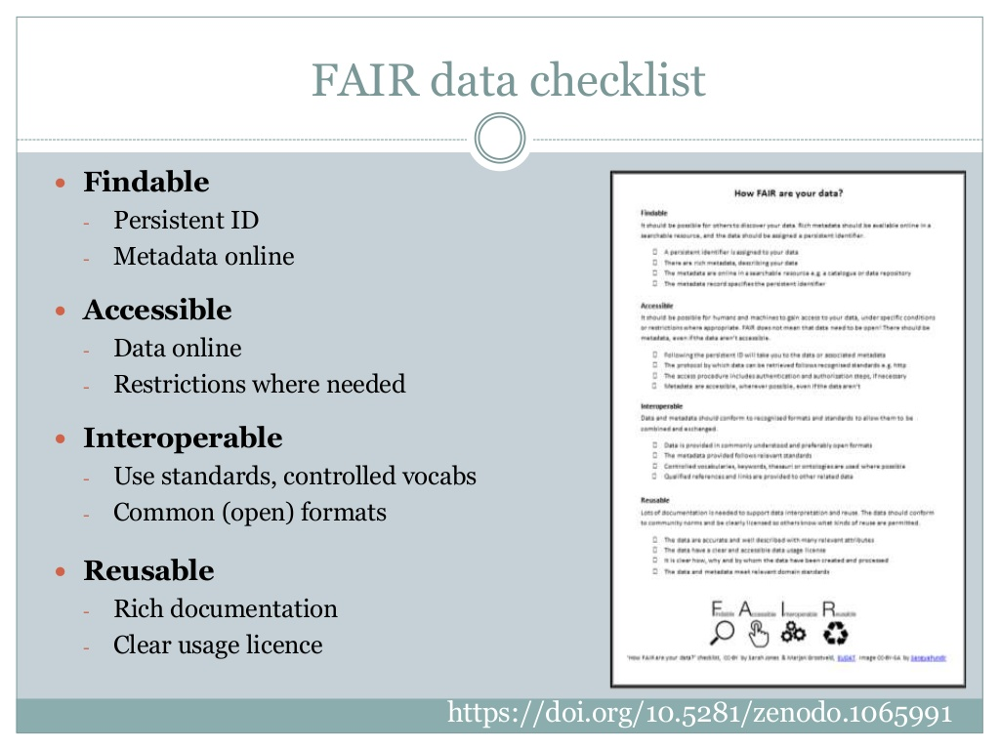 FAIR data checklist
• Findable
- Persistent ID
- Metadata online
• Accessible
- Data online
- Restrictions where needed
• Interoperable
- Use standards, controlled vocabs
- Common (open) formats
• Reusable
- Rich documentation
- Clear usage licence
How FAIR are your data?
Findable
It should be possible for others to discover your data. Rich metadata should be available online in a
searchable resource, and the data should be assigned a persistent identifier.
A persistent identifier is assigned to your data
There are rich metadata, describing your data
The metadata are online in a searchable resource e.g. a catalogue or data repository
The metadata record specifies the persistent identifier
Accessible
It should be possible for humans and machines to gain access to your data, under specific conditions
or restrictions where appropriate. FAIR does not mean that data need to be open! There should be
metadata, even if the data aren't accessible.
Following the persistent ID will take you to the data or associated metadata
The protocol by which data can be retrieved follows recognised standards e.g. http
The access procedure includes authentication and authorisation steps, if necessary
Metadata are accessible, wherever possible, even if the data aren't
Interoperable
Data and metadata should conform to recognised formats and standards to allow them to be
combined and exchanged.
Data is provided in commonly understood and preferably open formats
The metadata provided follows relevant standards
Controlled vocabularies, keywords, thesauri or ontologies are used where possible
Qualified references and links are provided to other related data
Reusable
Lots of documentation is needed to support data interpretation and reuse. The data should conform
to community norms and be clearly licensed so others know what kinds of reuse are permitted.
The data are accurate and well described with many relevant attributes
The data have a clear and accessible data usage license
It is clear how, why and by whom the data have been created and processed
The data and metadata meet relevant domain standards
Findable Accessible Interoperable Reusable
'How FAIR are your data?' checklist, CC-BY by Sarah Jones & Marjan Grootveld, EUDAT. Image CC-BY-SA by SangyaPundir
https://doi.org/10.5281/zenodo.1065991